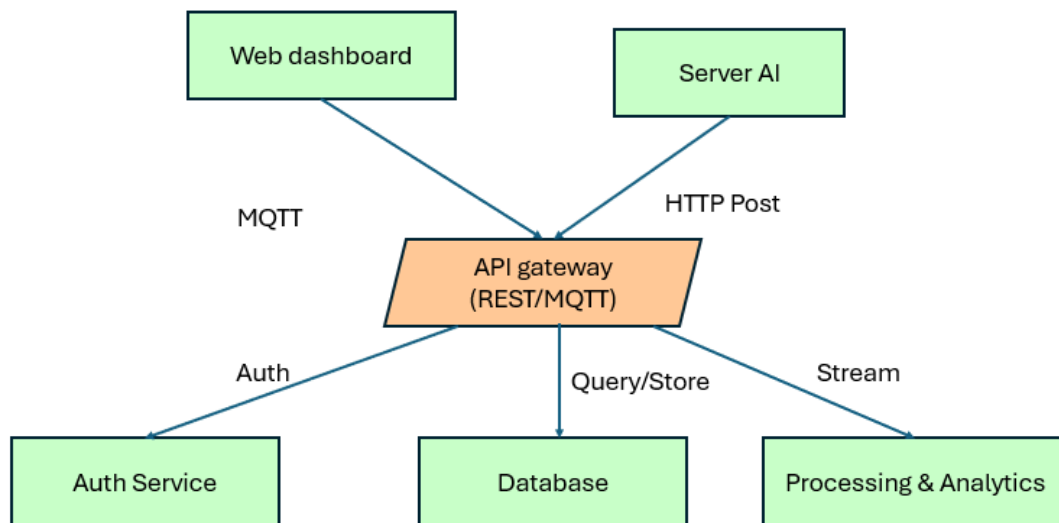 Web dashboard
Server AI
MQTT
HTTP Post
API gateway
(REST/MQTT)
Auth
Query/Store
Stream
Auth Service
Database
Processing & Analytics